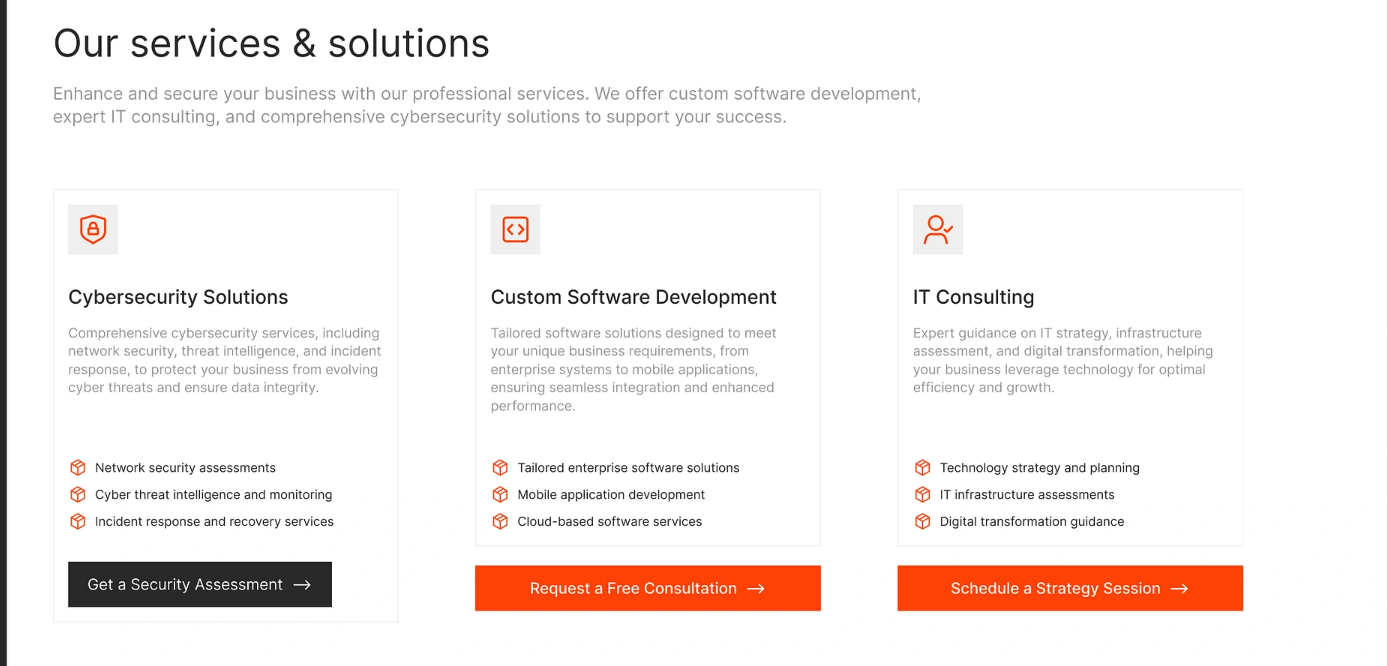 Our services & solutions
Enhance and secure your business with our professional services. We offer custom software development,
expert IT consulting, and comprehensive cybersecurity solutions to support your success.
Cybersecurity Solutions
Comprehensive cybersecurity services, including
network security, threat intelligence, and incident
response, to protect your business from evolving
cyber threats and ensure data integrity.
Network security assessments
Cyber threat intelligence and monitoring
Incident response and recovery services
Get a Security Assessment →
Custom Software Development
Tailored software solutions designed to meet
your unique business requirements, from
enterprise systems to mobile applications,
ensuring seamless integration and enhanced
performance.
Tailored enterprise software solutions
Mobile application development
Cloud-based software services
Request a Free Consultation →
IT Consulting
Expert guidance on IT strategy, infrastructure
assessment, and digital transformation, helping
your business leverage technology for optimal
efficiency and growth.
Technology strategy and planning
IT infrastructure assessments
Digital transformation guidance
Schedule a Strategy Session →